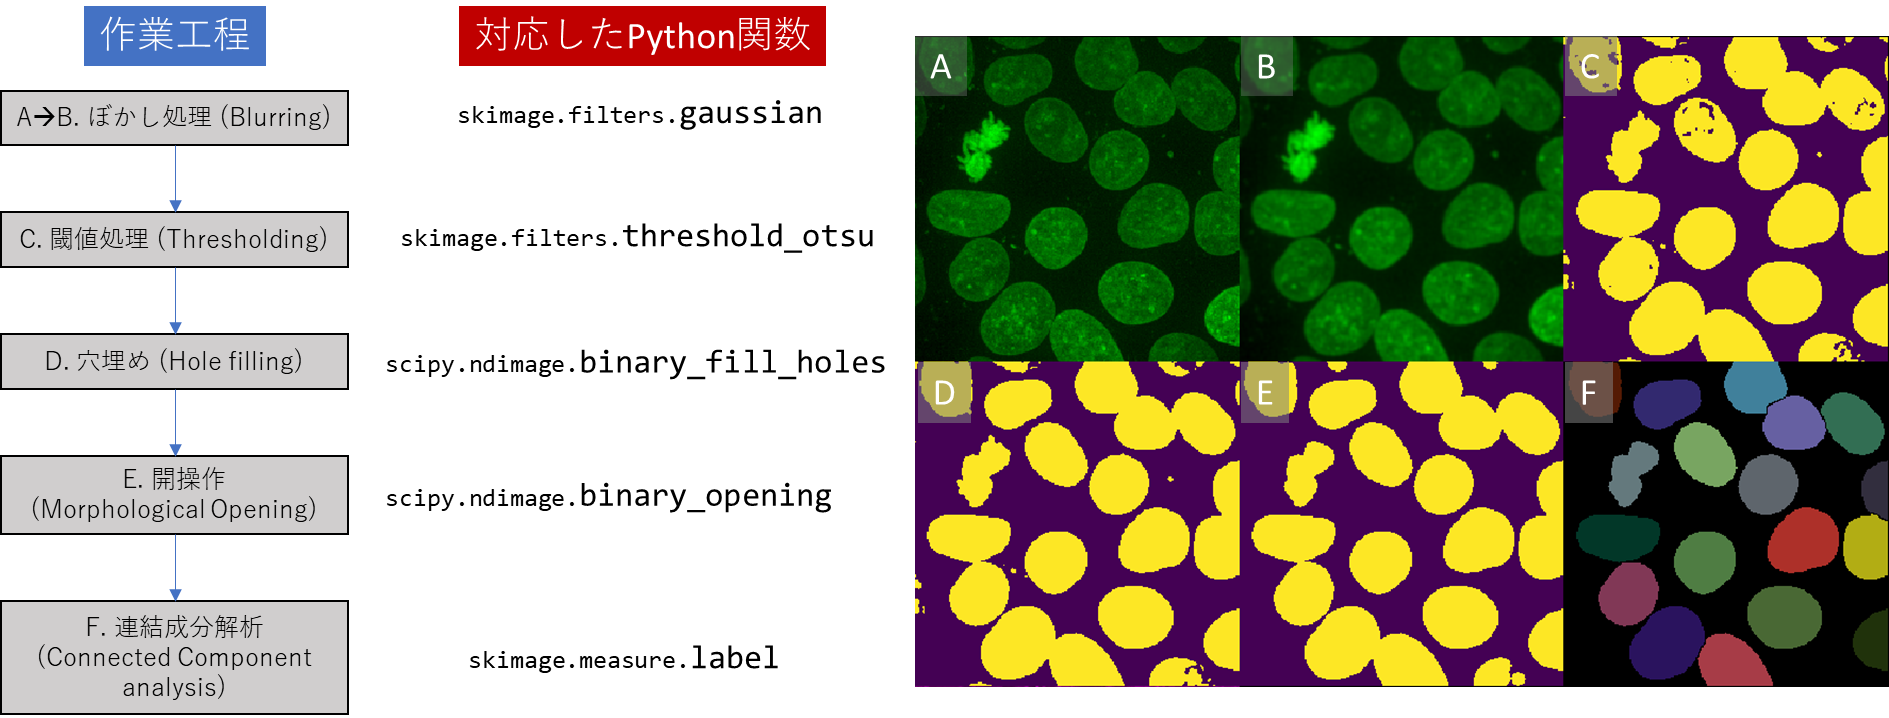 作業工程
対応したPython関数
A→B. ぼかし処理 (Blurring)
skimage.filters.gaussian
C. 閾値処理 (Thresholding)
skimage.filters.threshold_otsu
D. 穴埋め (Hole filling)
scipy.ndimage.binary_fill_holes
E. 開操作
(Morphological Opening)
scipy.ndimage.binary_opening
F. 連結成分解析
(Connected Component
analysis)
skimage.measure.label
A
B
C
D
E
F